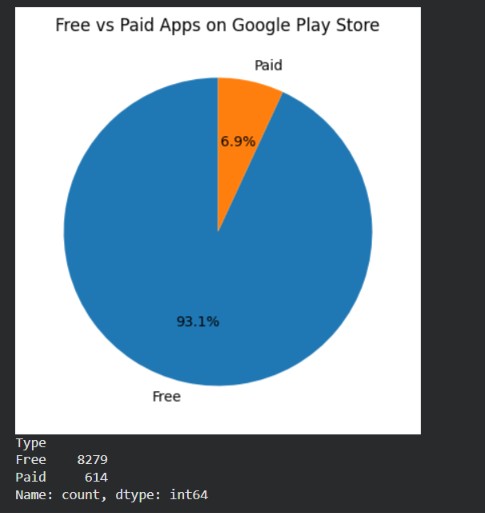 Free vs Paid Apps on Google Play Store
Paid
6.9%
93.1%
Free
Type
Free    8279
Paid     614
Name: count, dtype: int64